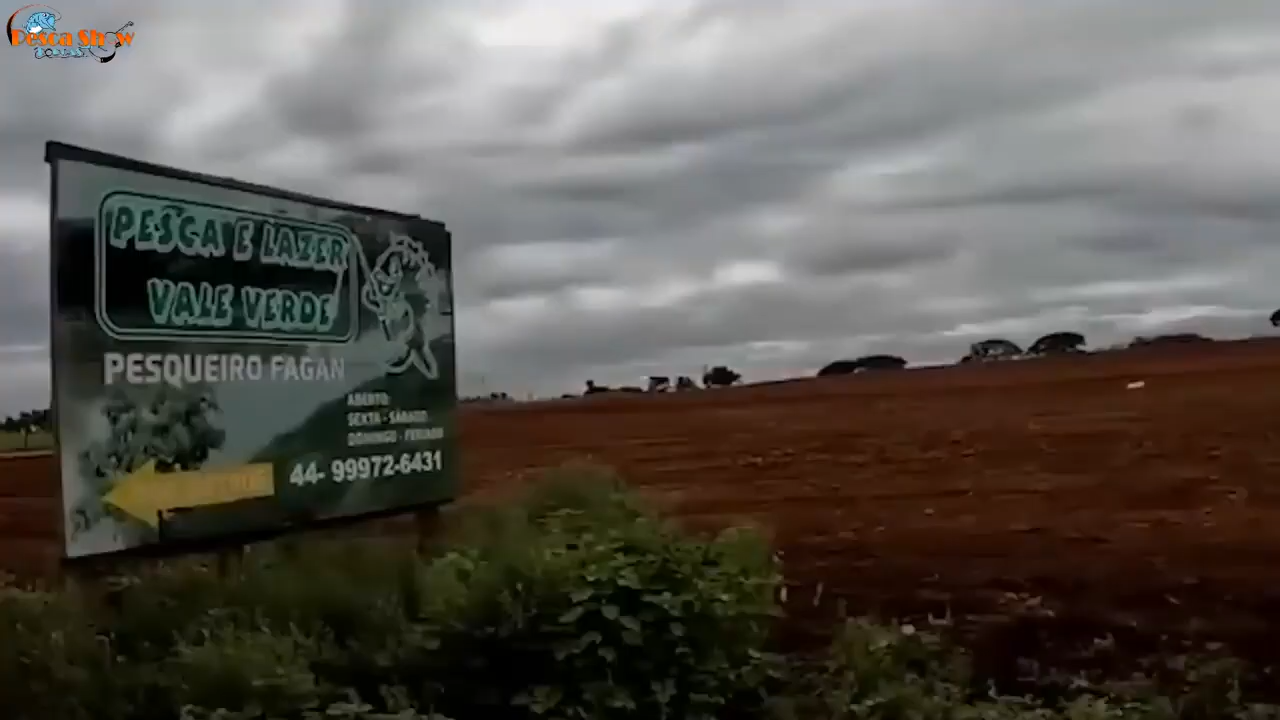 Pesca Show
PESCA E LAZER
VALE VERDE
PESQUEIRO FAGAN
ABERTO:
SEXTA - SÁBADO
DOMINGO - FERIADO
44- 99972-6431